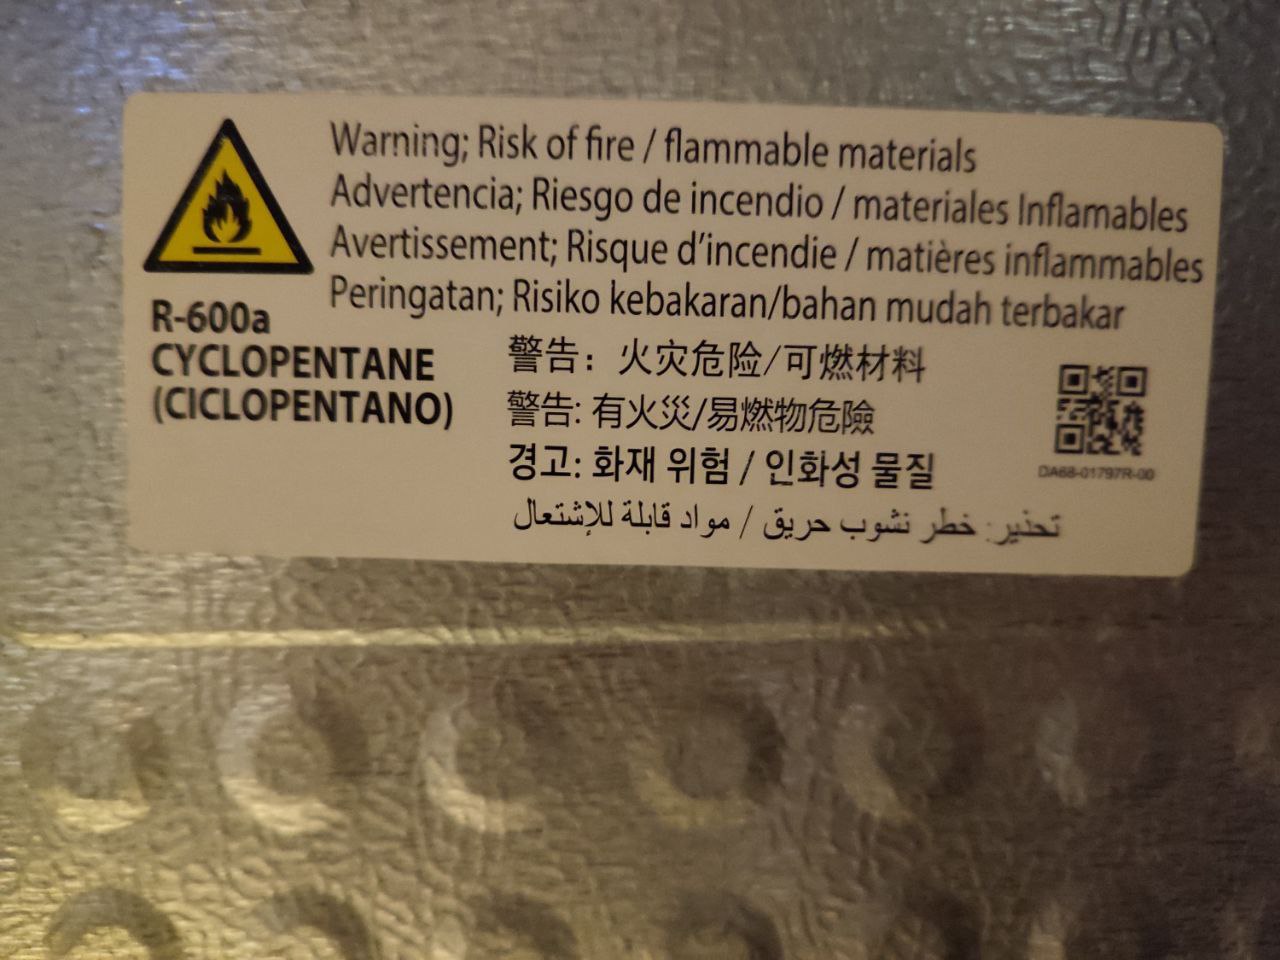 Warning; Risk of fire / flammable materials
Advertencia; Riesgo de incendio / materiales Inflamables
Avertissement; Risque d'incendie / matières inflammables
Peringatan; Risiko kebakaran/bahan mudah terbakar
R-600a
CYCLOPENTANE
(CICLOPENTANO)
警告：火灾危险/可燃材料
警告: 有火災/易燃物危險
경고: 화재 위험 / 인화성 물질
تحذير: خطر نشوب حريق / مواد قابلة للإشتعال
DA68-01797R-00